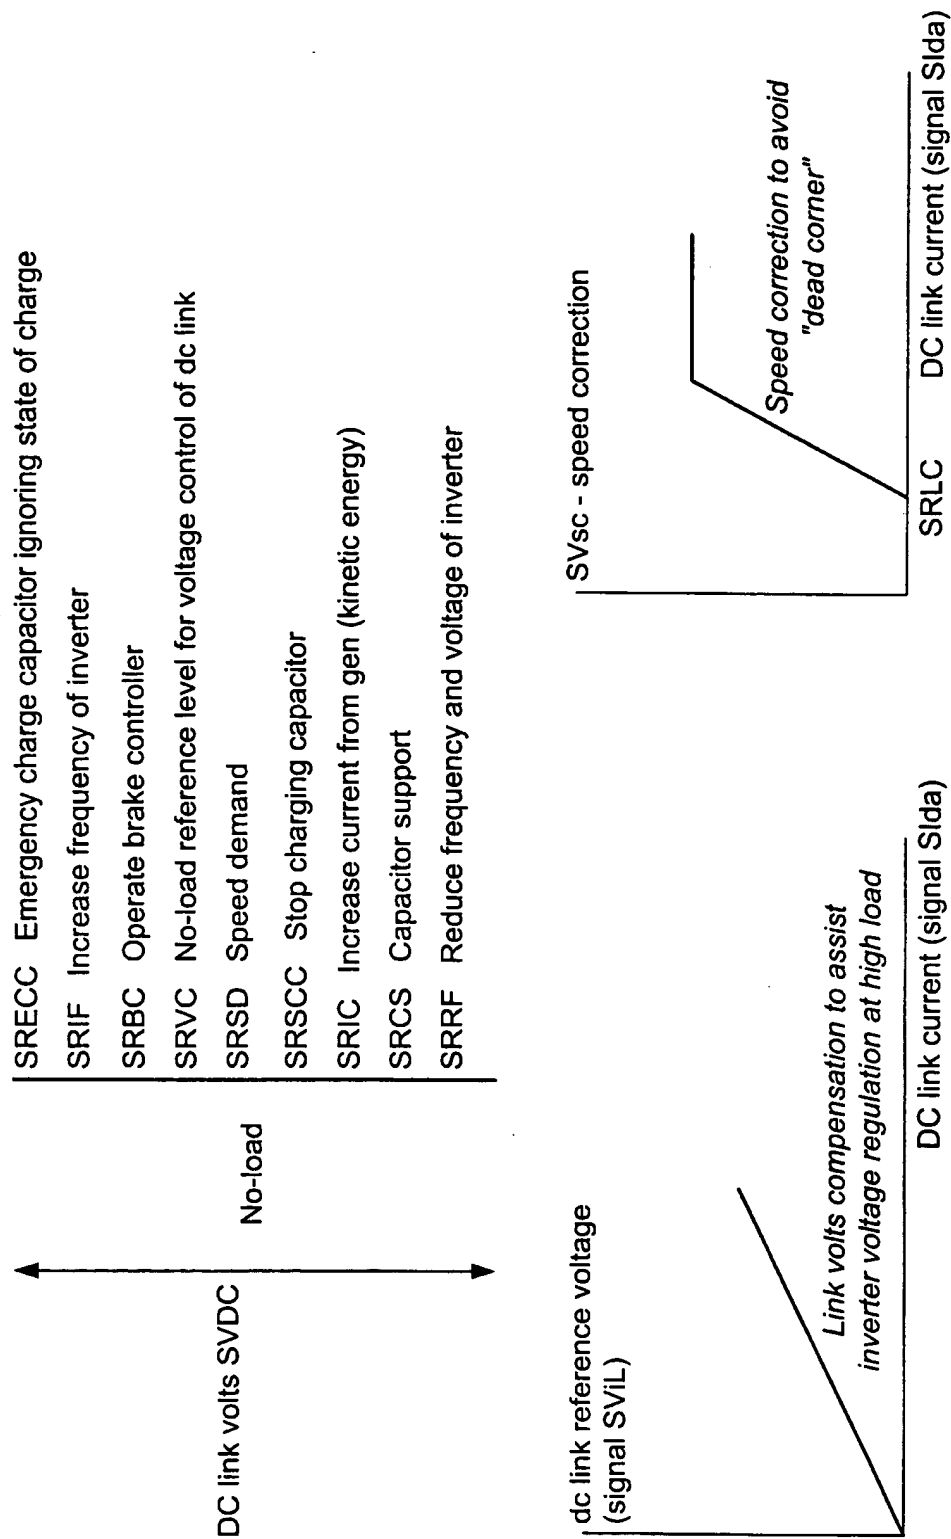 SRECC Emergency charge capacitor ignoring state of charge
SRIF Increase frequency of inverter
SRBC Operate brake controller
SRVC No-load reference level for voltage control of dc link
SRSD Speed demand
SRSCC Stop charging capacitor
SRIC Increase current from gen (kinetic energy)
SRCS Capacitor support
SRRF Reduce frequency and voltage of inverter
No-load
DC link volts SVDC
dc link reference voltage
(signal SViL)
Link volts compensation to assist
inverter voltage regulation at high load
DC link current (signal SIda)
SVsc - speed correction
Speed correction to avoid
"dead corner"
SRLC
DC link current (signal SIda)